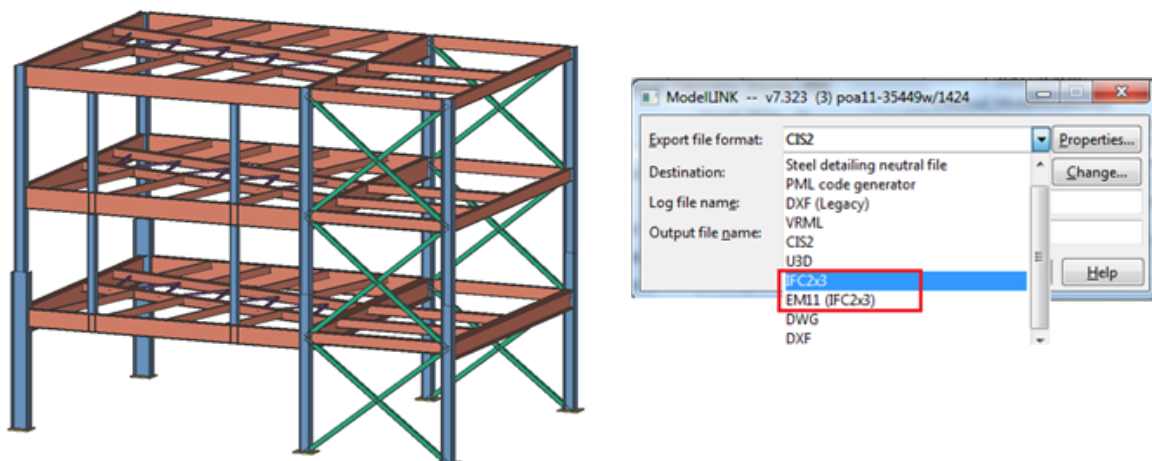 ModelLINK -- v7.323 (3) poa11-35449w/1424
Export file format:
CIS2
Properties...
Destination:
Steel detailing neutral file
Change...
PML code generator
Log file name:
DXF (Legacy)
VRML
Output file name:
CIS2
U3D
IFC2x3
Help
EM11 (IFC2x3)
DWG
DXF